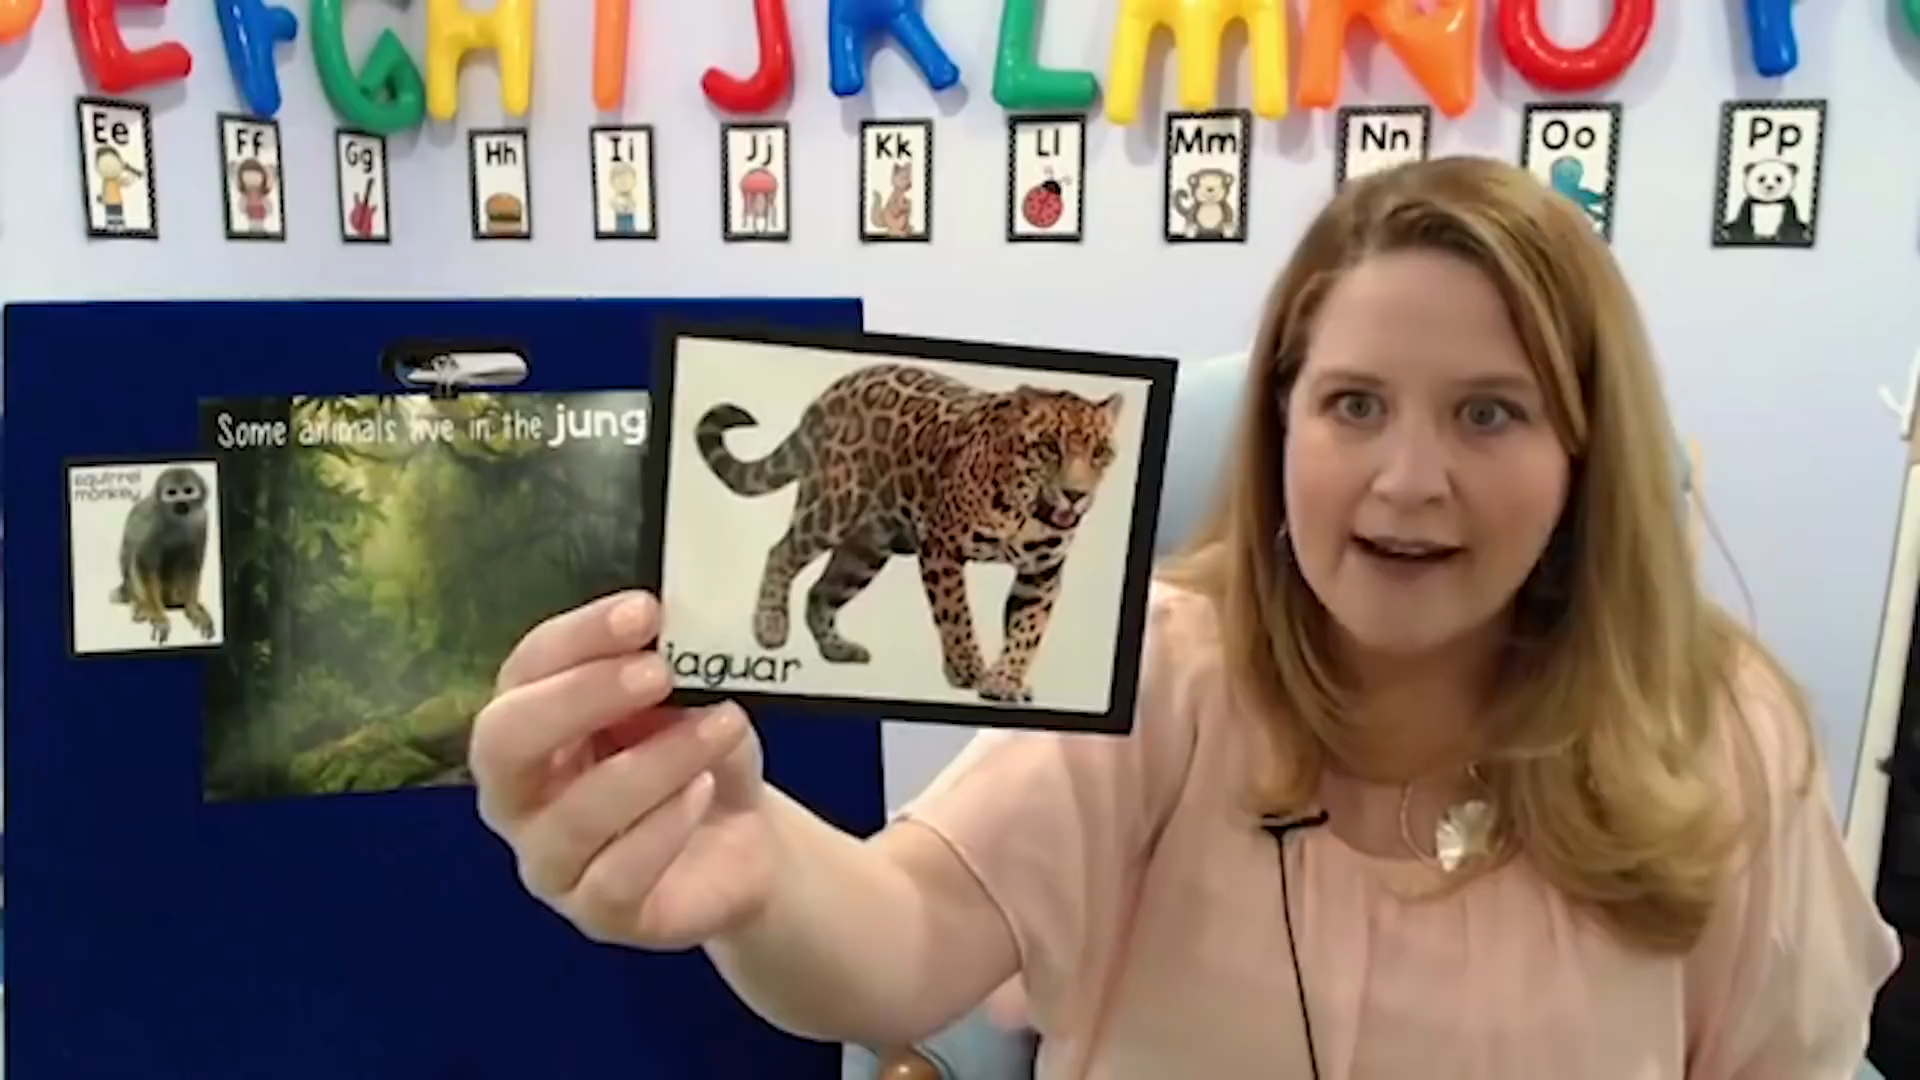 E F G H I J K L M N O P
Ee Ff Gg Hh Ii Jj Kk Ll Mm Nn Oo Pp
Some animals live in the jung
squirrel
monkey
jaguar